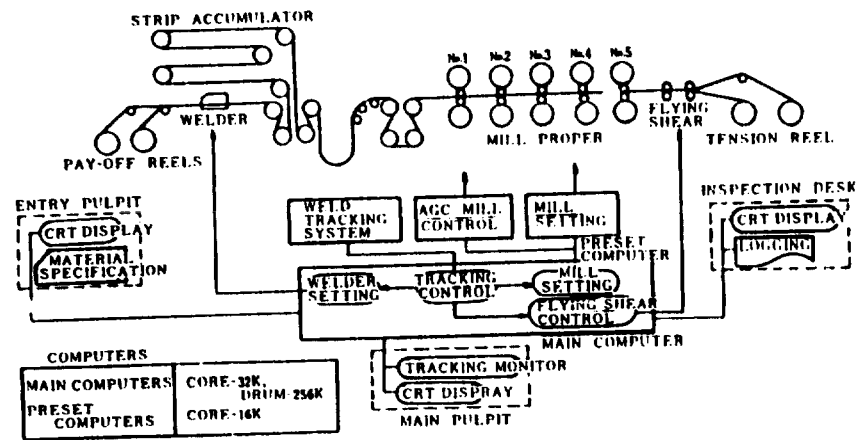 STRIP ACCUMULATOR
No.1 No.2 No.3 No.4 No.5
WELDER
PAY-OFF REELS
MILL PROPER
FLYING
SHEAR
TENSION REEL
ENTRY PULPIT
CRT DISPLAY
MATERIAL
SPECIFICATION
WELD
TRACKING
SYSTEM
AGC MILL
CONTROL
MILL
SETTING
PRESET
COMPUTER
INSPECTION DESK
CRT DISPLAY
LOGGING
WELDER
SETTING
TRACKING
CONTROL
MILL
SETTING
FLYING SHEAR
CONTROL
MAIN
COMPUTER
TRACKING MONITOR
CRT DISPRAY
MAIN PULPIT
COMPUTERS
MAIN COMPUTERS
CORE-32K,
DRUM-256K
PRESET
COMPUTERS
CORE-16K